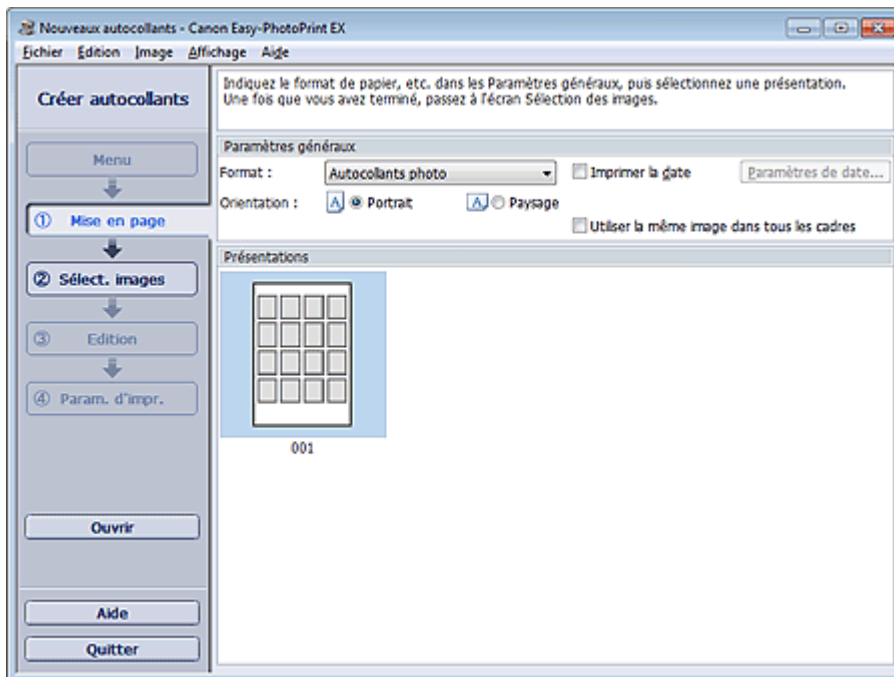 Nouveaux autocollants - Canon Easy-PhotoPrint EX
Fichier Edition Image Affichage Aide
Créer autocollants
Indiquez le format de papier, etc. dans les Paramètres généraux, puis sélectionnez une présentation.
Une fois que vous avez terminé, passez à l'écran Sélection des images.
Menu
① Mise en page
② Sélect. images
③ Edition
④ Param. d'impr.
Ouvrir
Aide
Quitter
Paramètres généraux
Format : Autocollants photo Imprimer la date Paramètres de date...
Orientation : A Portrait A Paysage
Utiliser la même image dans tous les cadres
Présentations
001